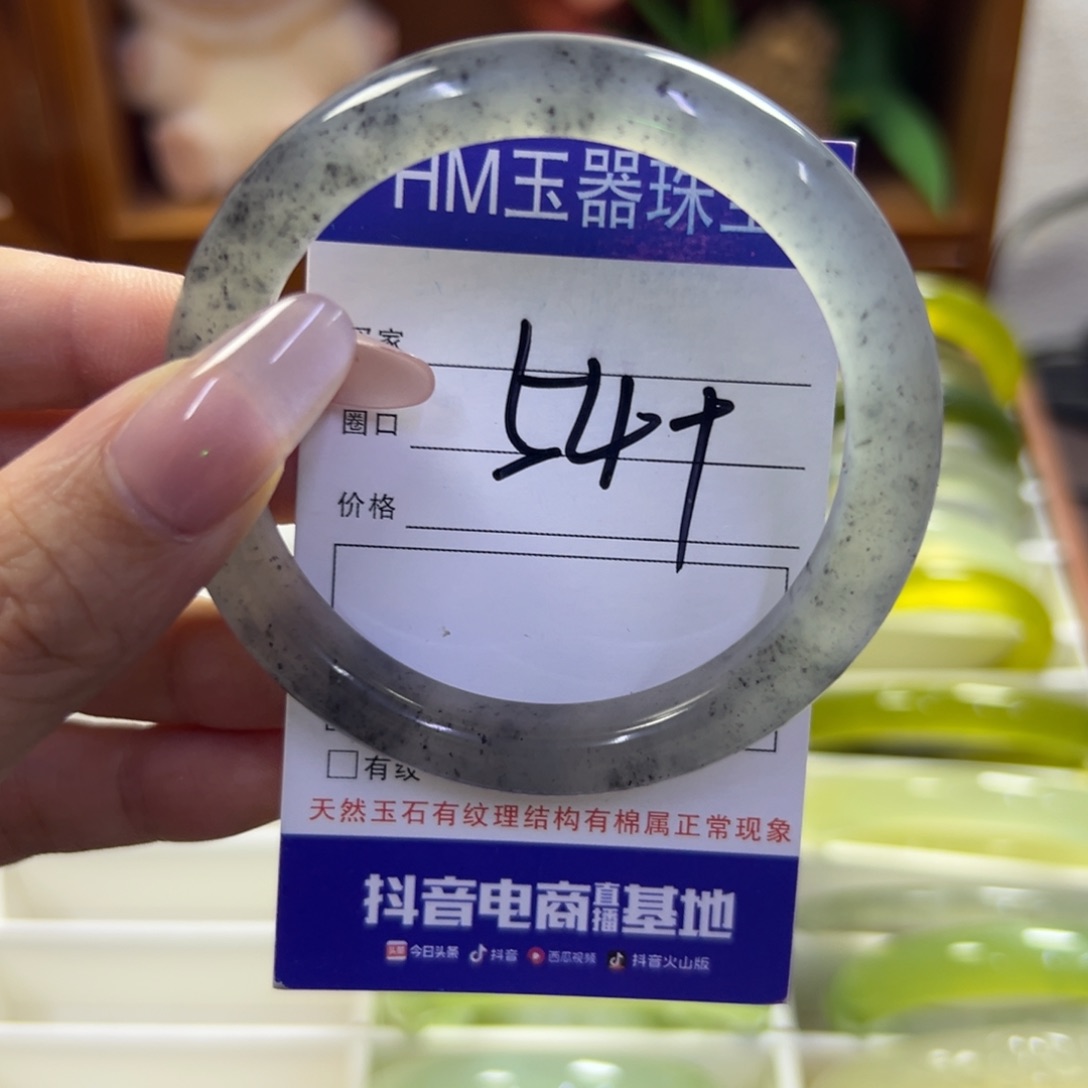 HM玉器珠宝
买家
54+
圈口
价格
有纹
天然玉石有纹理结构有棉属正常现象
抖音电商直播基地
头条 今日头条 抖音 西瓜视频 抖音火山版